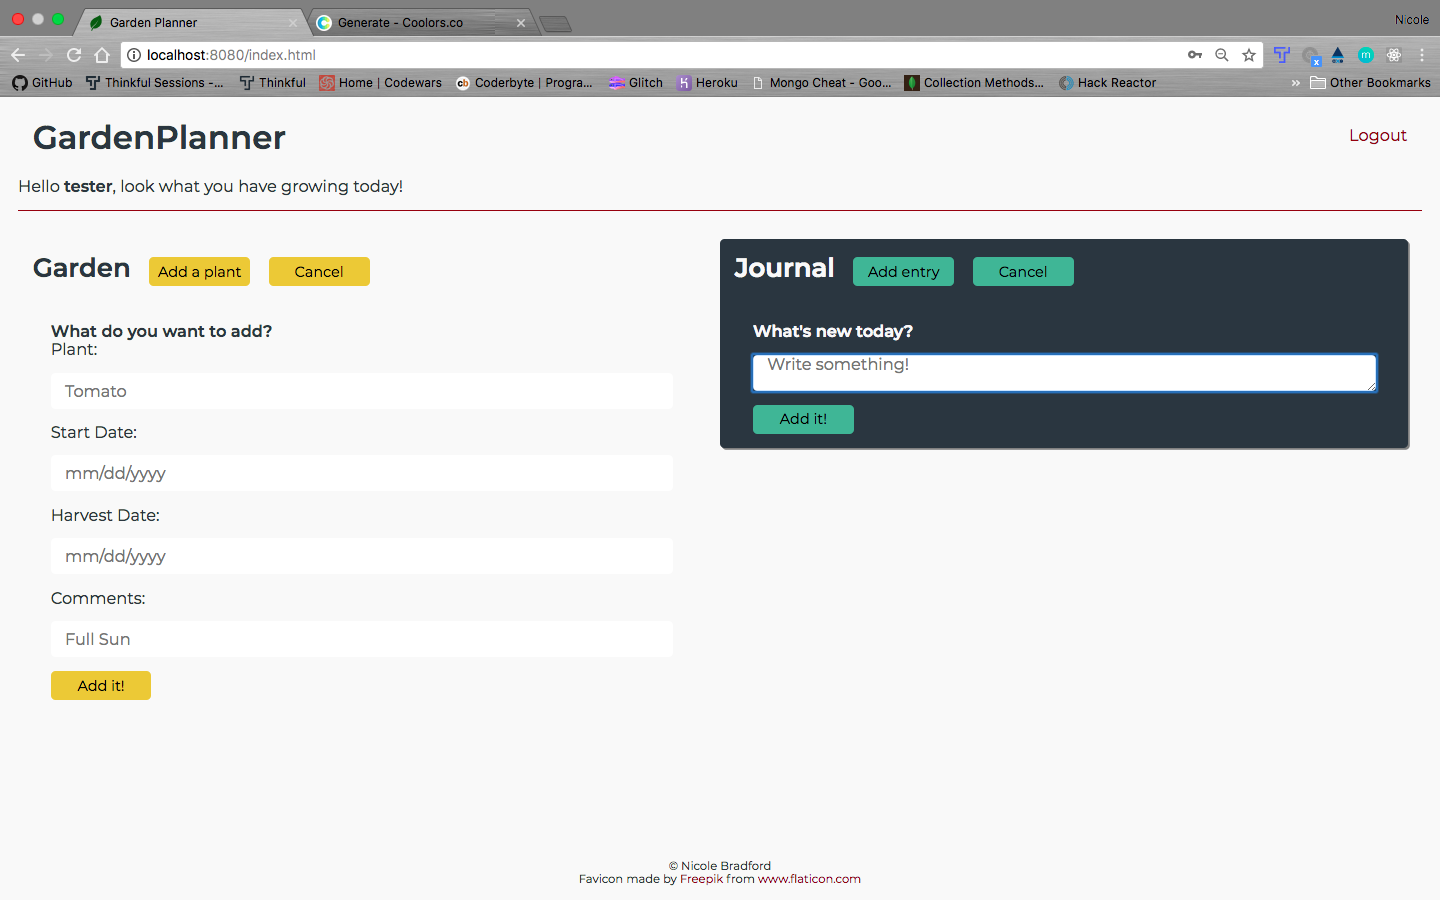 Garden Planner
Generate - Coolors.co
Nicole
localhost:8080/index.html
GitHub
Thinkful Sessions -...
Thinkful
Home | Codewars
Coderbyte | Progra...
Glitch
Heroku
Mongo Cheat - Goo...
Collection Methods...
Hack Reactor
» Other Bookmarks
GardenPlanner
Logout
Hello tester, look what you have growing today!
Garden
Add a plant
Cancel
What do you want to add?
Plant:
Tomato
Start Date:
mm/dd/yyyy
Harvest Date:
mm/dd/yyyy
Comments:
Full Sun
Add it!
Journal
Add entry
Cancel
What's new today?
Write something!
Add it!
© Nicole Bradford
Favicon made by Freepik from www.flaticon.com